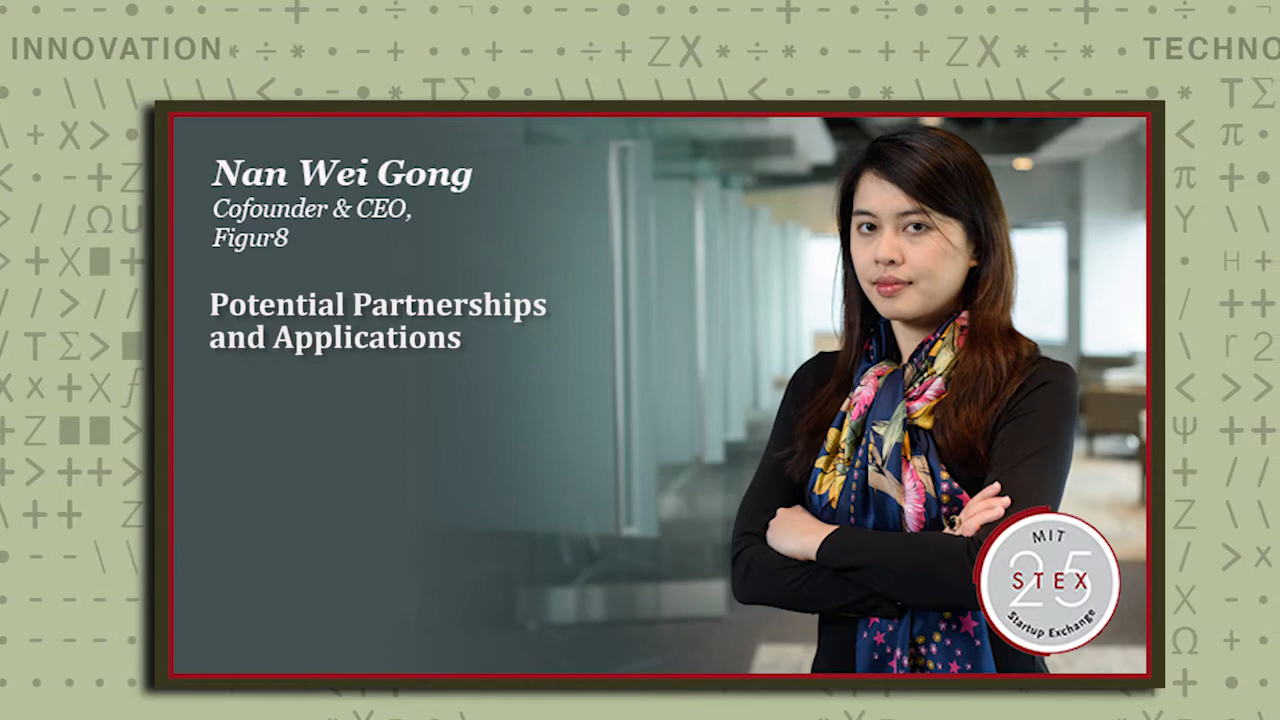 INNOVATION
TECHNO
Nan Wei Gong
Cofounder & CEO,
Figur8
Potential Partnerships
and Applications
MIT
25
STEX
Startup Exchange